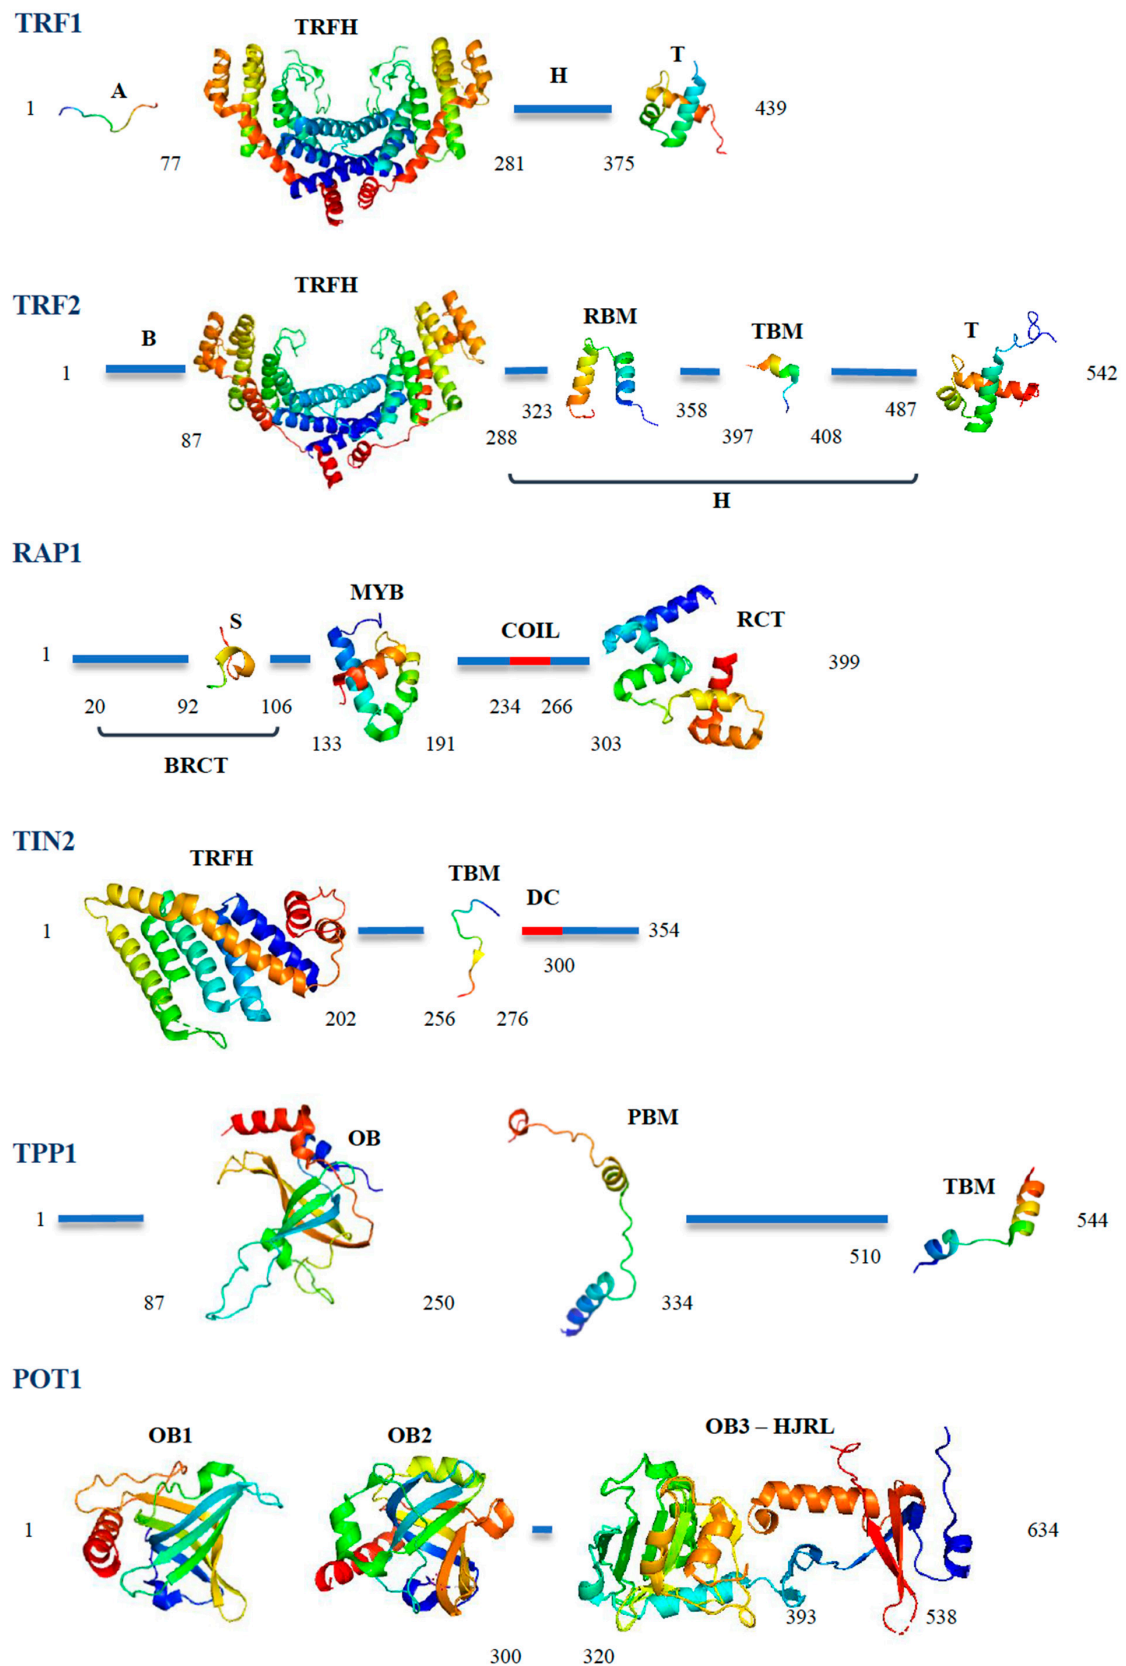 TRF1
TRFH
A
H
T
1
439
77
281
375
TRF2
TRFH
B
RBM
TBM
T
1
542
323
358
397
408
487
87
288
H
RAP1
MYB
S
COIL
RCT
1
399
20
92
106
234
266
133
191
303
BRCT
TIN2
TRFH
TBM
DC
1
354
300
202
256
276
TPP1
OB
PBM
TBM
1
544
510
87
250
334
POT1
OB1
OB2
OB3 – HJRL
1
634
393
538
300
320